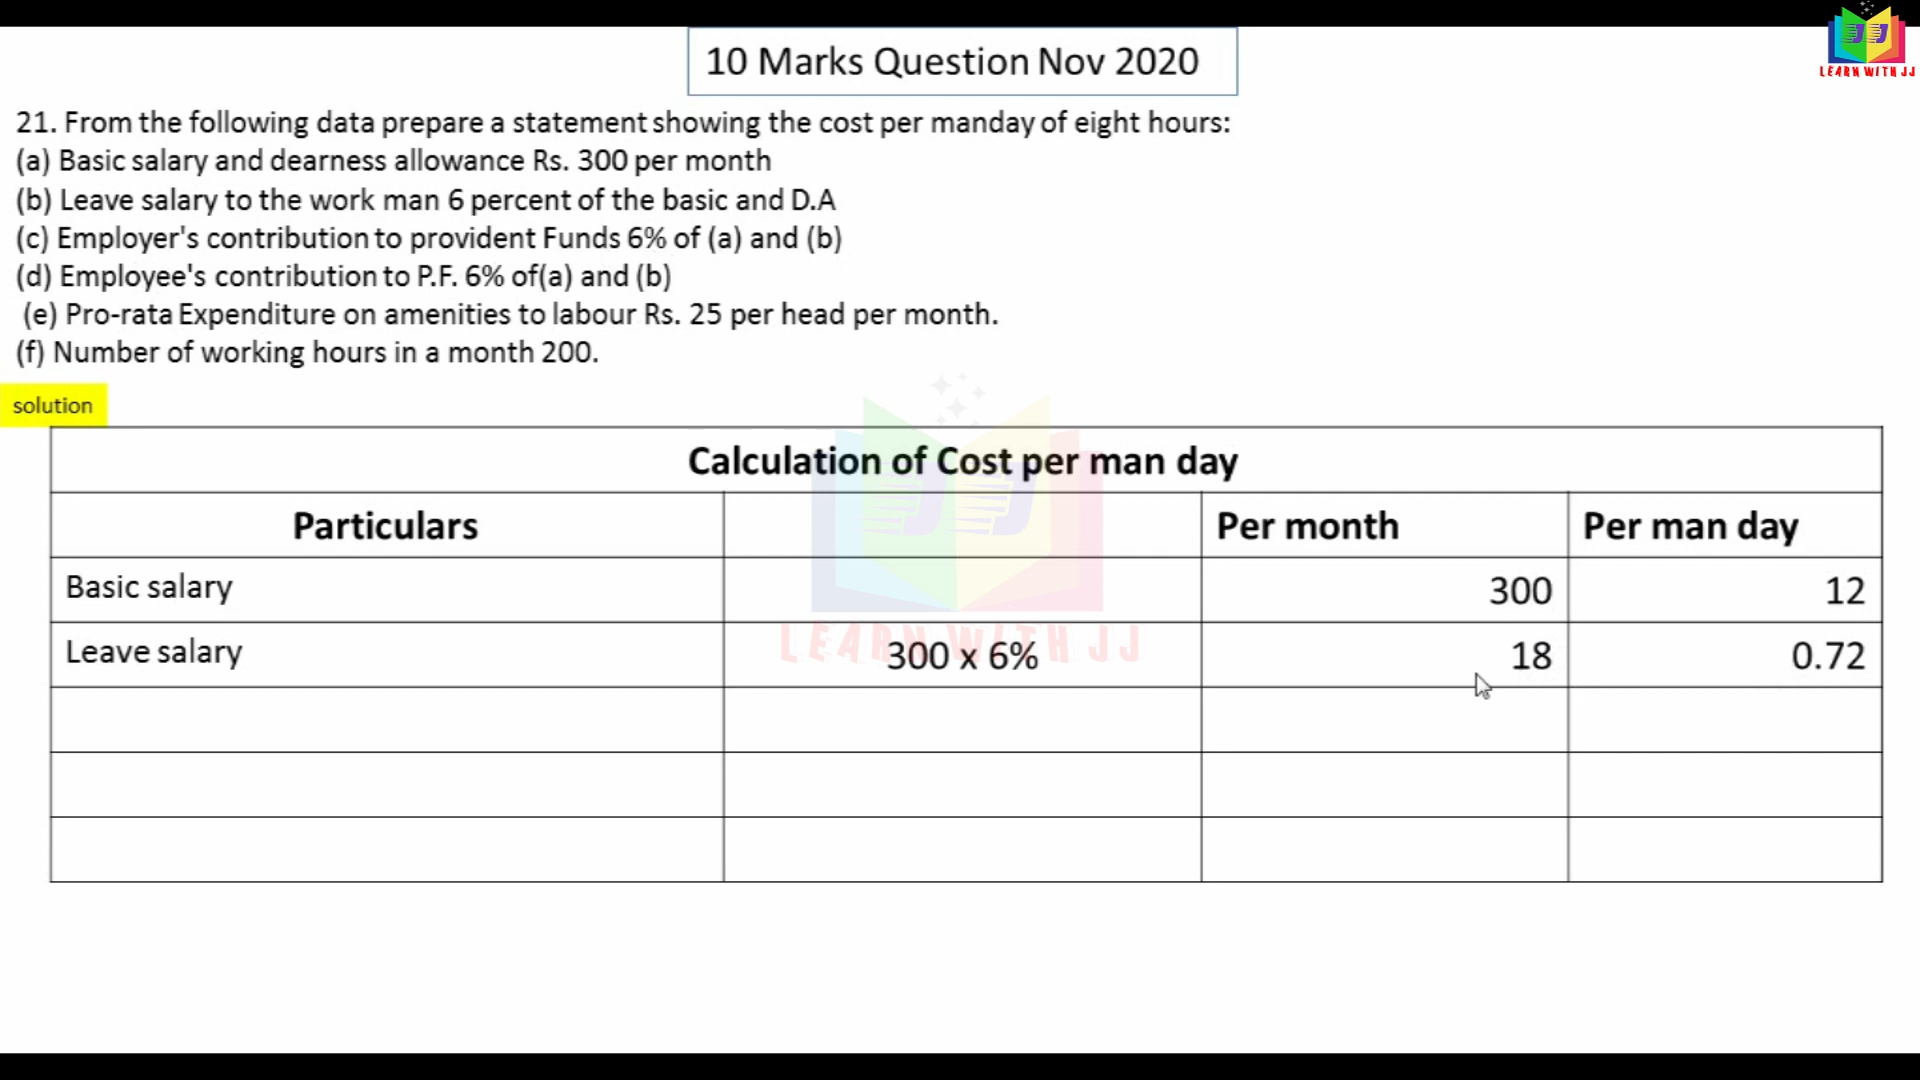 10 Marks Question Nov 2020
LEARN WITH JJ
21. From the following data prepare a statement showing the cost per manday of eight hours:
(a) Basic salary and dearness allowance Rs. 300 per month
(b) Leave salary to the work man 6 percent of the basic and D.A
(c) Employer's contribution to provident Funds 6% of (a) and (b)
(d) Employee's contribution to P.F. 6% of(a) and (b)
(e) Pro-rata Expenditure on amenities to labour Rs. 25 per head per month.
(f) Number of working hours in a month 200.
solution
Calculation of Cost per man day
Particulars Per month Per man day
Basic salary 300 12
Leave salary 300 x 6% 18 0.72
LEARN WITH JJ